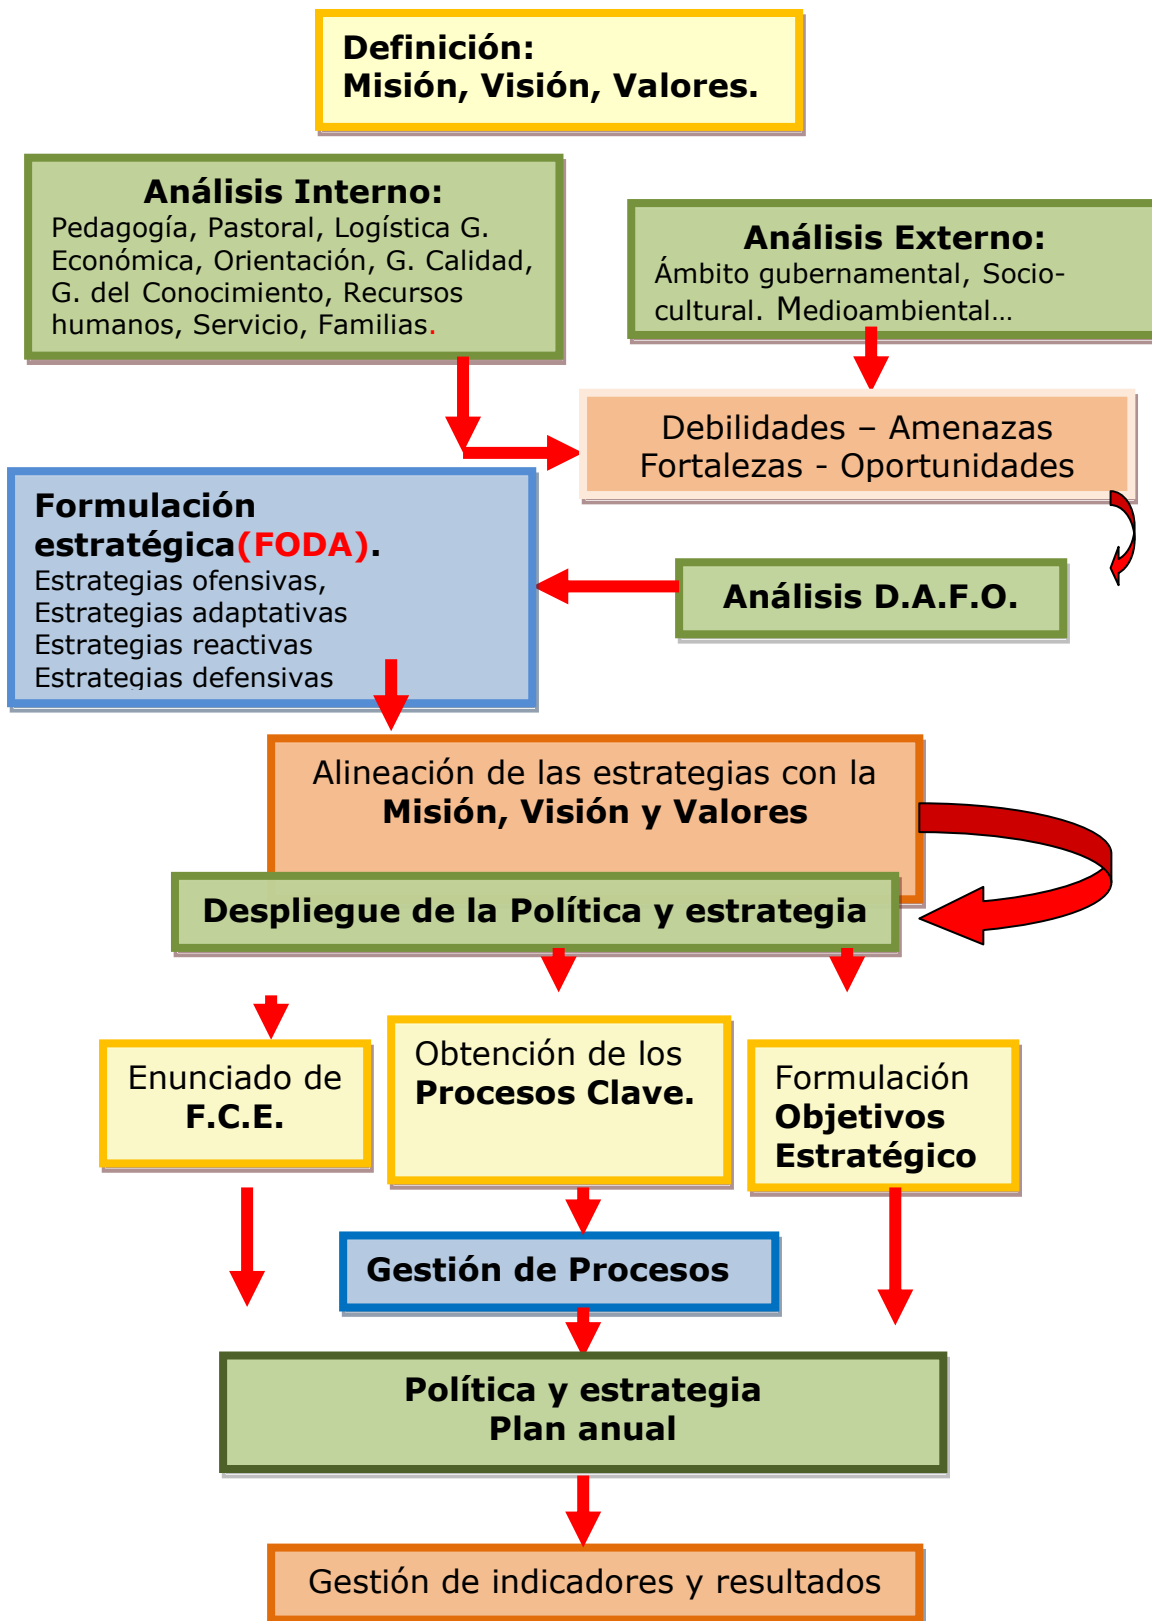 Definición:
Misión, Visión, Valores.
Análisis Interno:
Pedagogía, Pastoral, Logística G.
Económica, Orientación, G. Calidad,
G. del Conocimiento, Recursos
humanos, Servicio, Familias.
Análisis Externo:
Ámbito gubernamental, Socio-
cultural. Medioambiental…
Debilidades – Amenazas
Fortalezas - Oportunidades
Formulación
estratégica(FODA).
Estrategias ofensivas,
Estrategias adaptativas
Estrategias reactivas
Estrategias defensivas
Análisis D.A.F.O.
Alineación de las estrategias con la
Misión, Visión y Valores
Despliegue de la Política y estrategia
Enunciado de
F.C.E.
Obtención de los
Procesos Clave.
Formulación
Objetivos
Estratégico
Gestión de Procesos
Política y estrategia
Plan anual
Gestión de indicadores y resultados